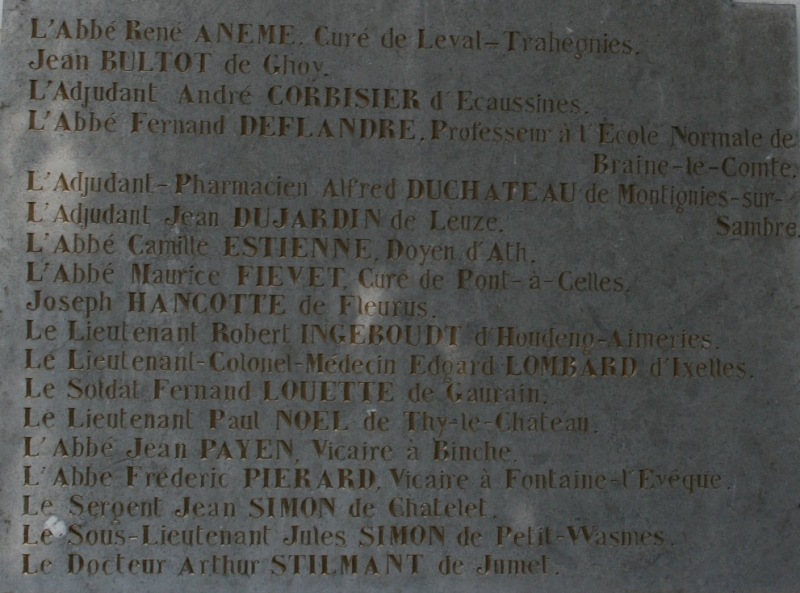 L'Abbé René ANEME, Curé de Leval-Trahegnies.
Jean BULTOT de Ghoy.
L'Adjudant André CORBISIER d'Ecaussines.
L'Abbé Fernand DEFLANDRE, Professeur à l'École Normale de
Braine-le-Comte.
L'Adjudant-Pharmacien Alfred DUCHATEAU de Montignies-sur-
Sambre.
L'Adjudant Jean DUJARDIN de Leuze.
L'Abbé Camille ESTIENNE, Doyen d'Ath.
L'Abbé Maurice FIEVET, Curé de Pont-à-Celles.
Joseph HANCOTTE de Fleurus.
Le Lieutenant Robert INGEBOUDT d'Houdeng-Aimeries.
Le Lieutenant-Colonel-Médecin Edgard LOMBARD d'Ixelles.
Le Soldat Fernand LOUETTE de Gaurain.
Le Lieutenant Paul NOEL de Thy-le-Château.
L'Abbé Jean PAYEN, Vicaire à Binche.
L'Abbe Fréderic PIERARD, Vicaire à Fontaine-l'Evêque.
Le Sergent Jean SIMON de Chatelet.
Le Sous-Lieutenant Jules SIMON de Petit-Wasmes.
Le Docteur Arthur STILMANT de Jumet.